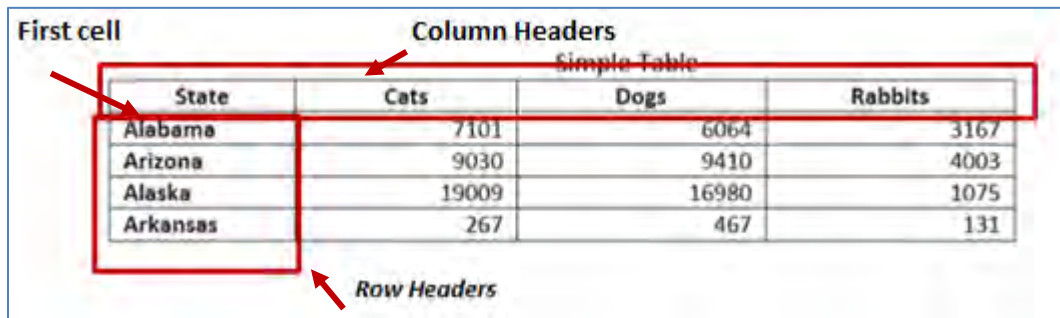 First cell Column Headers
Simple Table
State Cats Dogs Rabbits
Alabama 7101 6064 3167
Arizona 9030 9410 4003
Alaska 19009 16980 1075
Arkansas 267 467 131
Row Headers